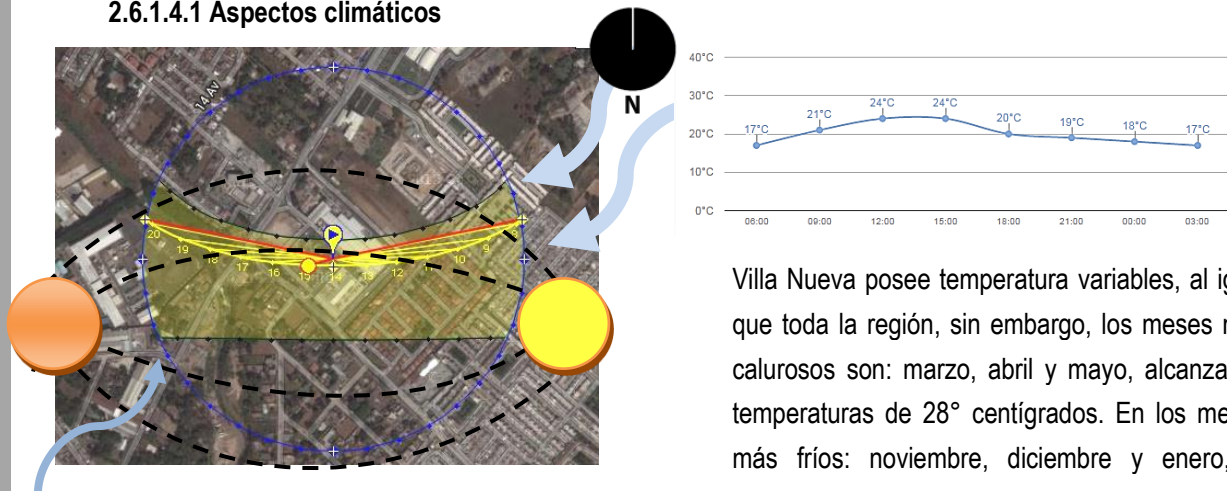 2.6.1.4.1 Aspectos climáticos
14 Av
N
20 19 18 17 16 15 14 13 12 11 10 9 8
40°C
30°C
20°C
10°C
0°C
17°C 21°C 24°C 24°C 20°C 19°C 18°C 17°C
06:00 09:00 12:00 15:00 18:00 21:00 00:00 03:00
Villa Nueva posee temperatura variables, al ig
que toda la región, sin embargo, los meses
calurosos son: marzo, abril y mayo, alcanza
temperaturas de 28° centígrados. En los me
más fríos: noviembre, diciembre y enero,